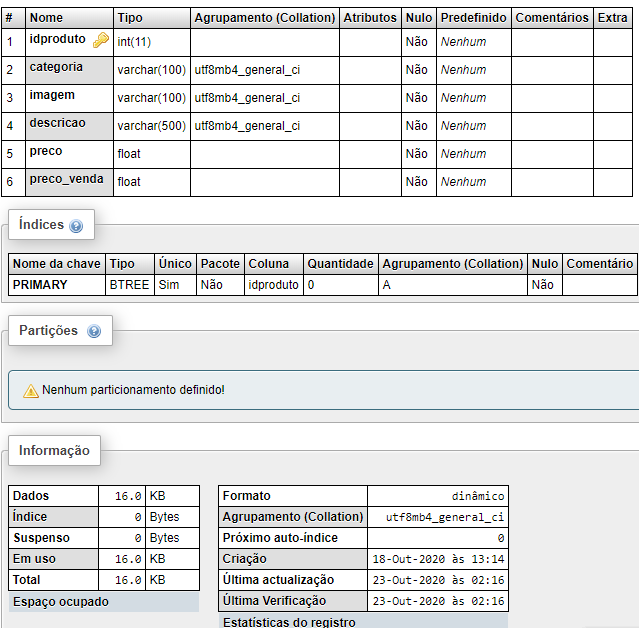 # Nome Tipo Agrupamento (Collation) Atributos Nulo Predefinido Comentários Extra
1 idproduto int(11) Não Nenhum
2 categoria varchar(100) utf8mb4_general_ci Não Nenhum
3 imagem varchar(100) utf8mb4_general_ci Não Nenhum
4 descricao varchar(500) utf8mb4_general_ci Não Nenhum
5 preco float Não Nenhum
6 preco_venda float Não Nenhum
Índices
Nome da chave Tipo Único Pacote Coluna Quantidade Agrupamento (Collation) Nulo Comentário
PRIMARY BTREE Sim Não idproduto 0 A Não
Partições
Nenhum particionamento definido!
Informação
Dados 16.0 KB
Índice 0 Bytes
Suspenso 0 Bytes
Em uso 16.0 KB
Total 16.0 KB
Espaço ocupado
Formato dinâmico
Agrupamento (Collation) utf8mb4_general_ci
Próximo auto-índice 0
Criação 18-Out-2020 às 13:14
Última actualização 23-Out-2020 às 02:16
Última Verificação 23-Out-2020 às 02:16
Estatísticas do registro